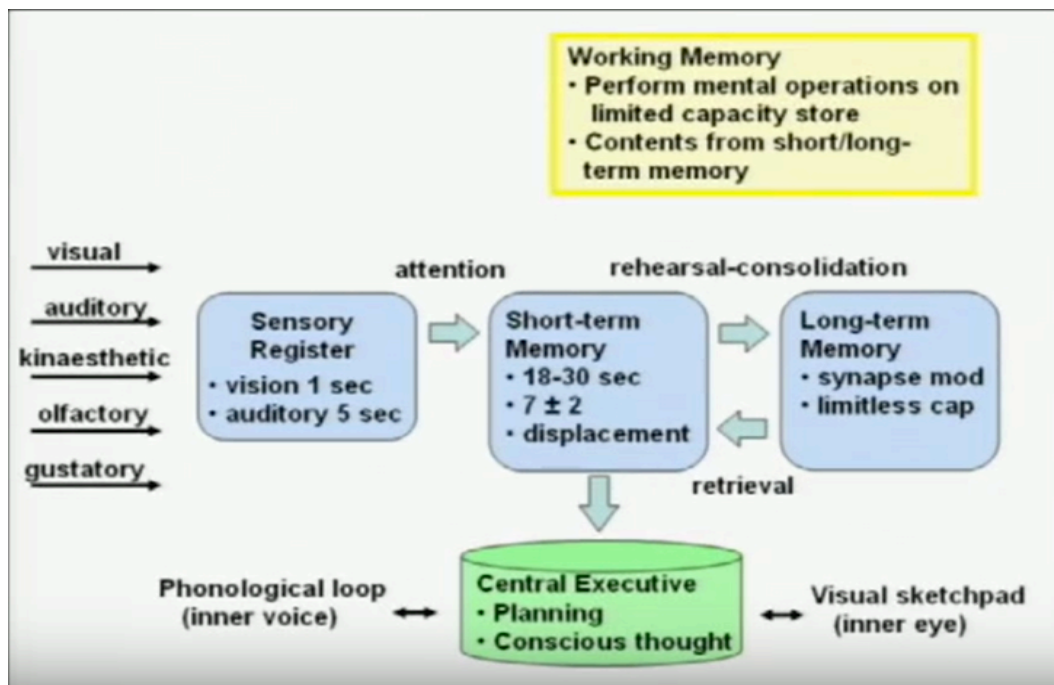 Working Memory
• Perform mental operations on
limited capacity store
• Contents from short/long-
term memory
visual
auditory
kinaesthetic
olfactory
gustatory
attention
rehearsal-consolidation
Sensory
Register
• vision 1 sec
• auditory 5 sec
Short-term
Memory
• 18-30 sec
• 7 ± 2
• displacement
Long-term
Memory
• synapse mod
• limitless cap
retrieval
Phonological loop
(inner voice)
Central Executive
• Planning
• Conscious thought
Visual sketchpad
(inner eye)